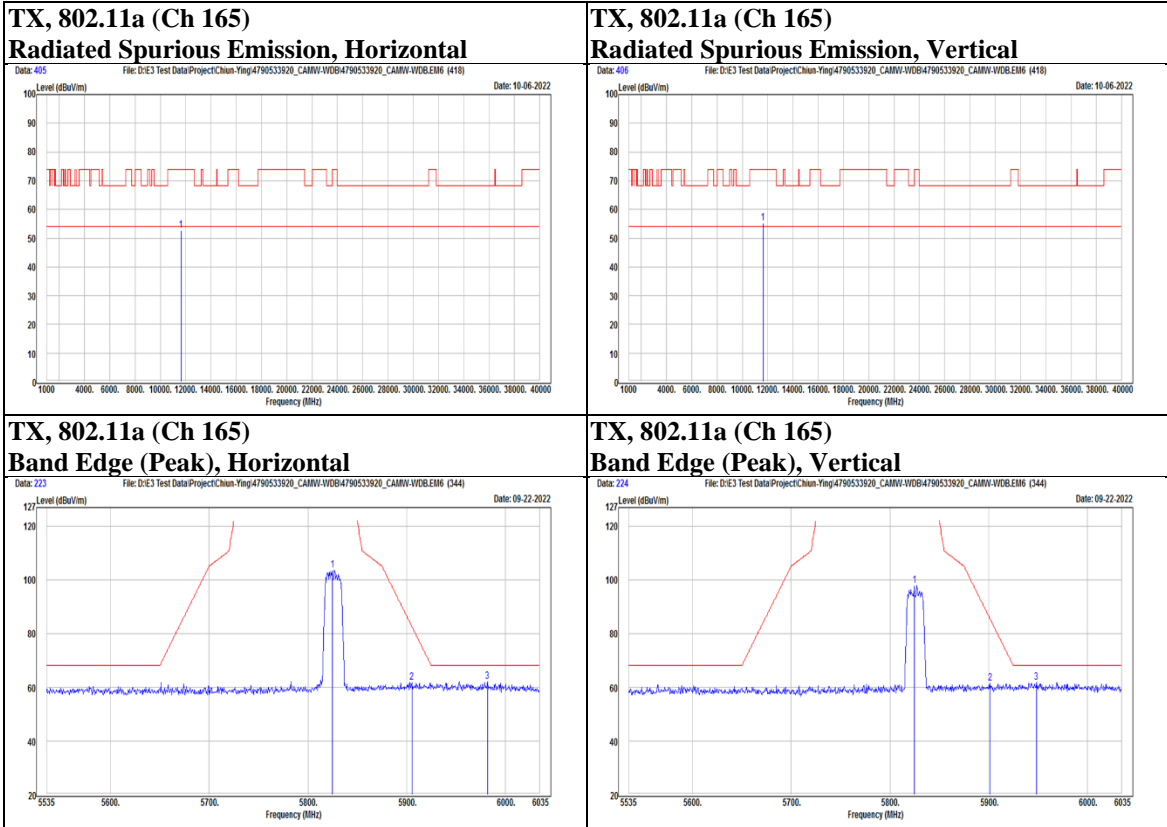 TX, 802.11a (Ch 165)
Radiated Spurious Emission, Horizontal
Data: 405 File: D:\E3 Test Data\Project\Chiun-Ying\4790533920_CAMW-WDB\4790533920_CAMW-WDB.EM6 (418)
100 Level (dBuV/m) Date: 10-06-2022
90
80
70
60
1
50
40
30
20
10
0
1000 4000. 6000. 8000. 10000. 12000. 14000. 16000. 18000. 20000. 22000. 24000. 26000. 28000. 30000. 32000. 34000. 36000. 38000. 40000
Frequency (MHz)
TX, 802.11a (Ch 165)
Radiated Spurious Emission, Vertical
Data: 406 File: D:\E3 Test Data\Project\Chiun-Ying\4790533920_CAMW-WDB\4790533920_CAMW-WDB.EM6 (418)
100 Level (dBuV/m) Date: 10-06-2022
90
80
70
60
1
50
40
30
20
10
0
1000 4000. 6000. 8000. 10000. 12000. 14000. 16000. 18000. 20000. 22000. 24000. 26000. 28000. 30000. 32000. 34000. 36000. 38000. 40000
Frequency (MHz)
TX, 802.11a (Ch 165)
Band Edge (Peak), Horizontal
Data: 223 File: D:\E3 Test Data\Project\Chiun-Ying\4790533920_CAMW-WDB\4790533920_CAMW-WDB.EM6 (344)
127 Level (dBuV/m) Date: 09-22-2022
120
1
100
80
2 3
60
40
20
5535 5600. 5700. 5800. 5900. 6000. 6035
Frequency (MHz)
TX, 802.11a (Ch 165)
Band Edge (Peak), Vertical
Data: 224 File: D:\E3 Test Data\Project\Chiun-Ying\4790533920_CAMW-WDB\4790533920_CAMW-WDB.EM6 (344)
127 Level (dBuV/m) Date: 09-22-2022
120
100
1
80
2 3
60
40
20
5535 5600. 5700. 5800. 5900. 6000. 6035
Frequency (MHz)